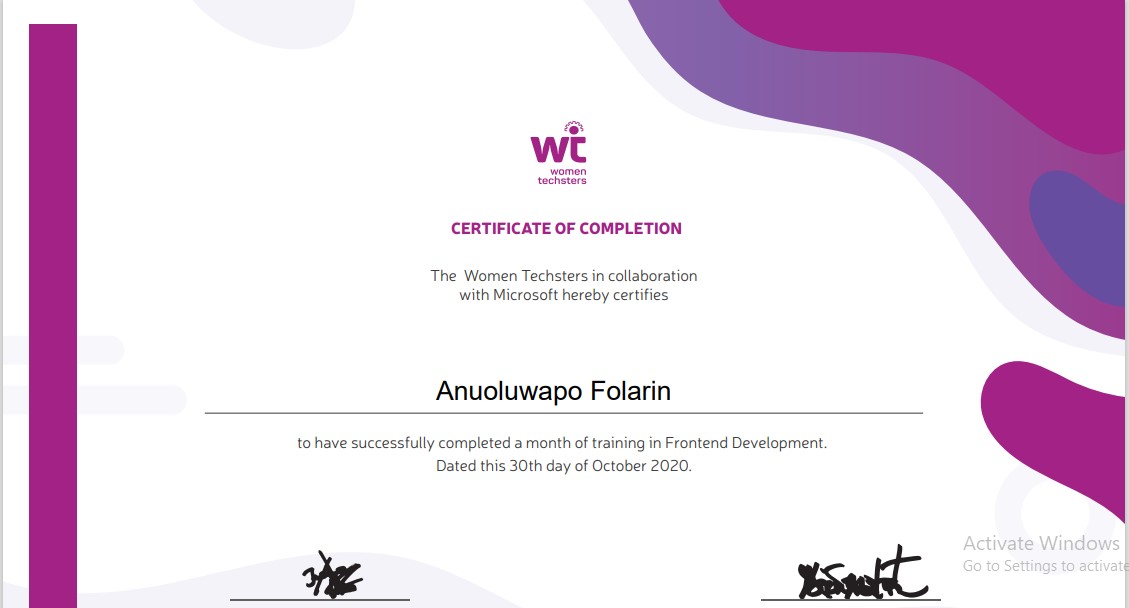 wt
women
techsters
CERTIFICATE OF COMPLETION
The Women Techsters in collaboration
with Microsoft hereby certifies
Anuoluwapo Folarin
to have successfully completed a month of training in Frontend Development.
Dated this 30th day of October 2020.
Activate Windows
Go to Settings to activate